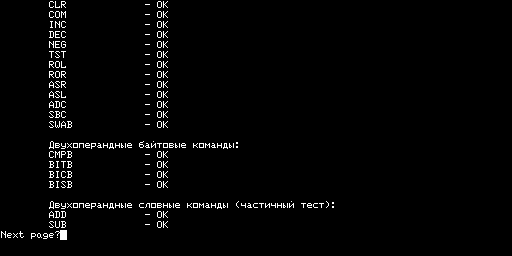 CLR - OK
COM - OK
INC - OK
DEC - OK
NEG - OK
TST - OK
ROL - OK
ROR - OK
ASR - OK
ASL - OK
ADC - OK
SBC - OK
SWAB - OK
Двухоперандные байтовые команды:
CMPB - OK
BITB - OK
BICB - OK
BISB - OK
Двухоперандные словные команды (частичный тест):
ADD - OK
SUB - OK
Next page?